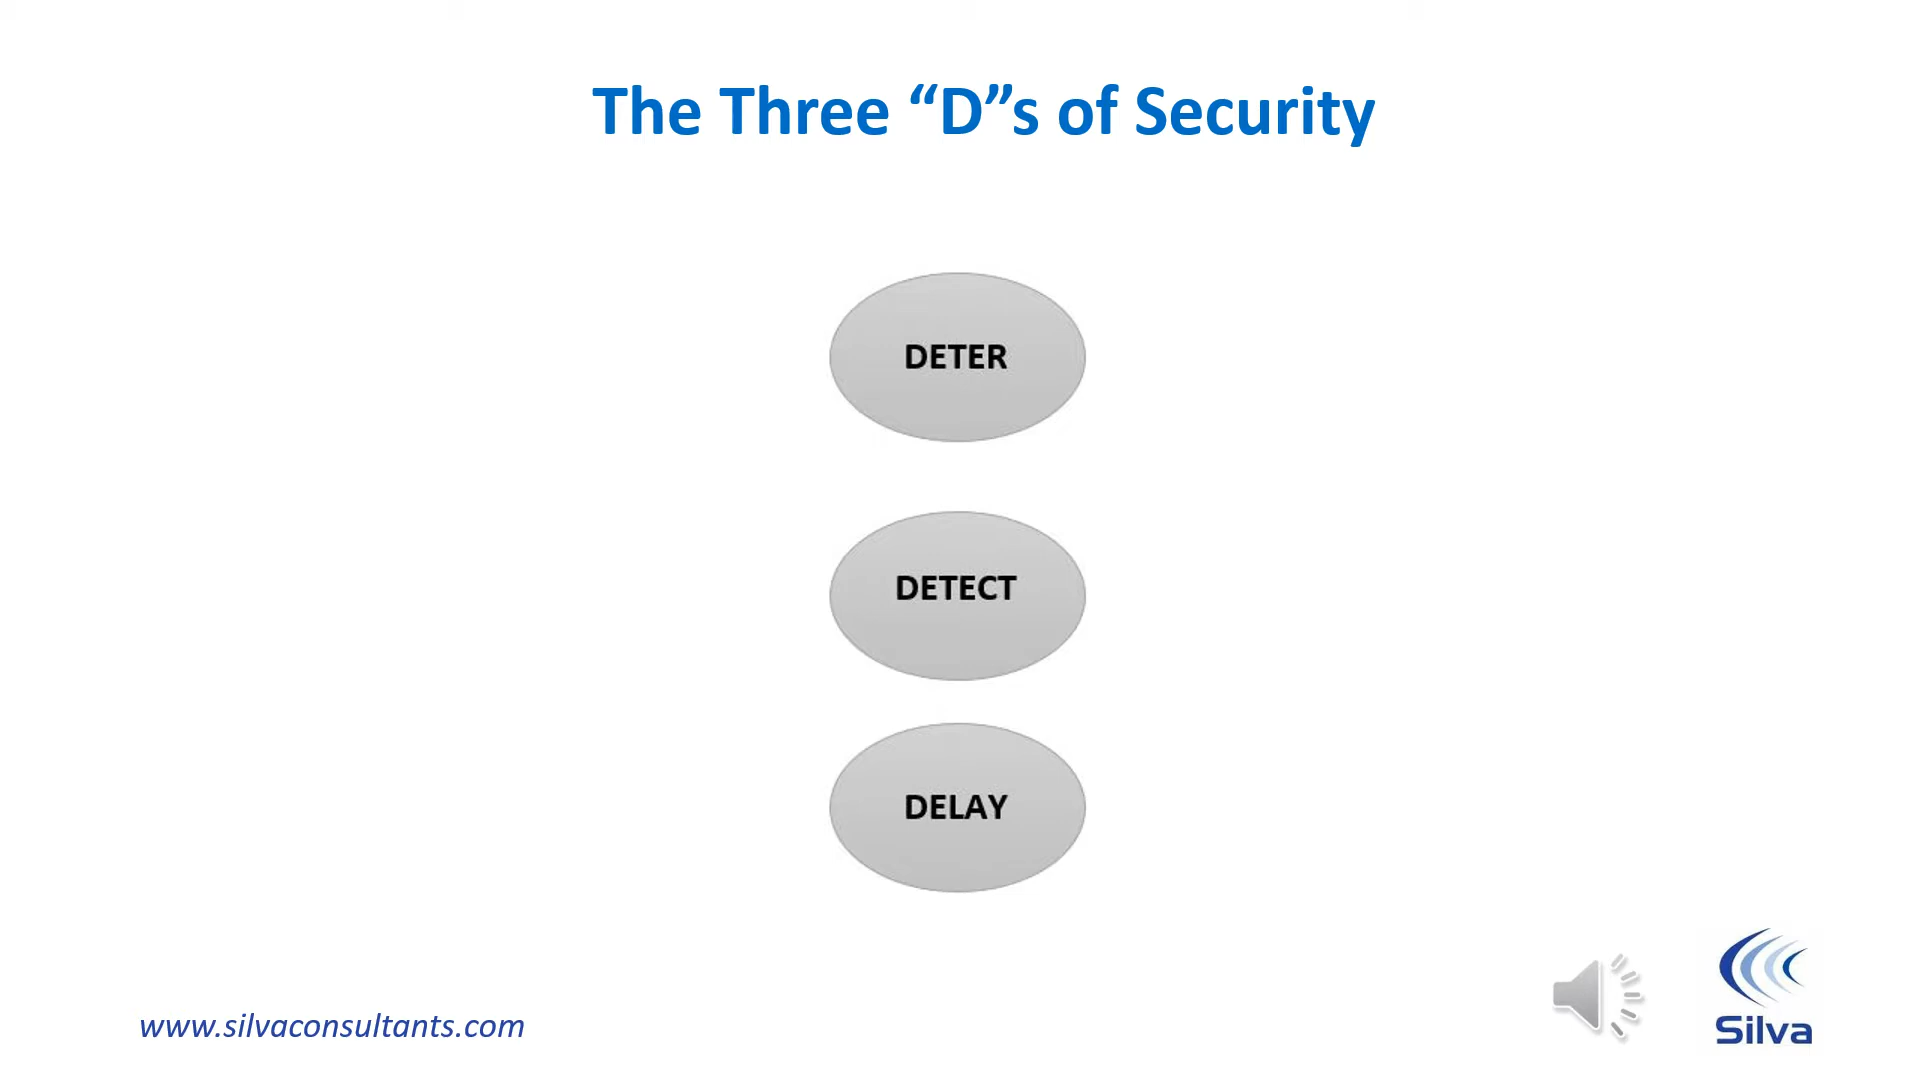 The Three “D”s of Security
DETER
DETECT
DELAY
www.silvaconsultants.com
Silva